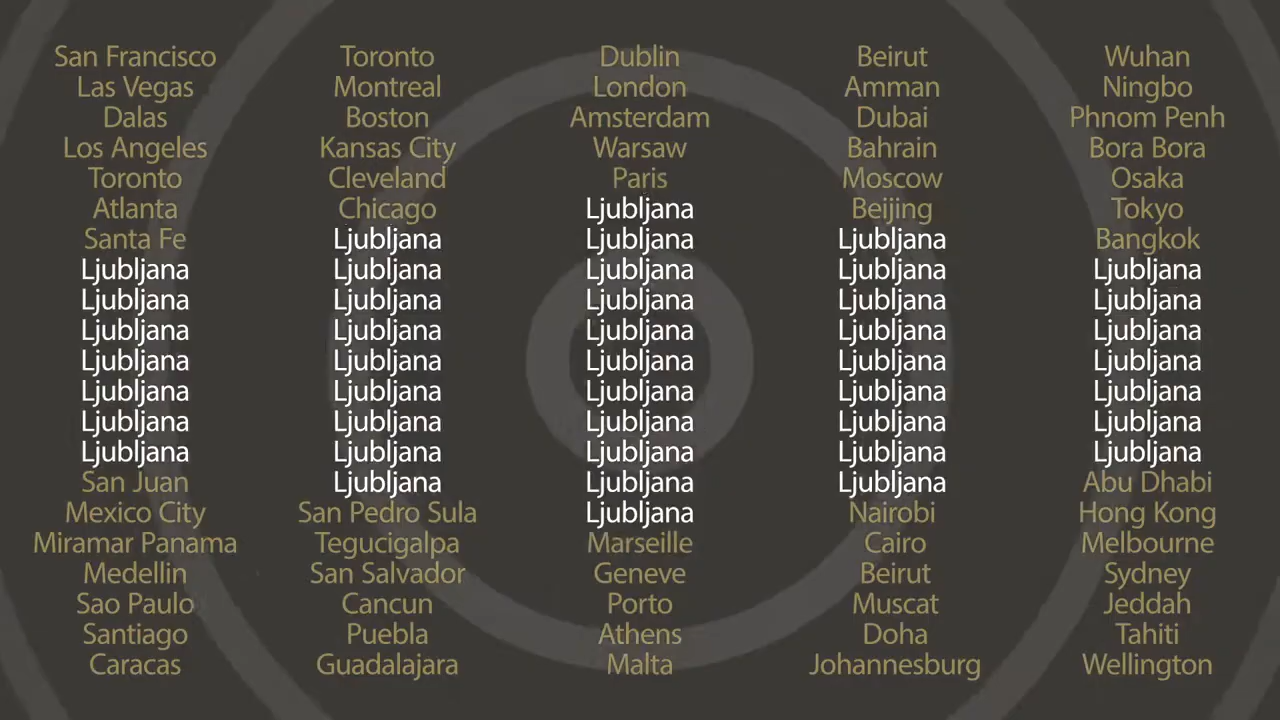 San Francisco Toronto Dublin Beirut Wuhan
Las Vegas Montreal London Amman Ningbo
Dalas Boston Amsterdam Dubai Phnom Penh
Los Angeles Kansas City Warsaw Bahrain Bora Bora
Toronto Cleveland Paris Moscow Osaka
Atlanta Chicago Ljubljana Beijing Tokyo
Santa Fe Ljubljana Ljubljana Ljubljana Bangkok
Ljubljana Ljubljana Ljubljana Ljubljana Ljubljana
Ljubljana Ljubljana Ljubljana Ljubljana Ljubljana
Ljubljana Ljubljana Ljubljana Ljubljana Ljubljana
Ljubljana Ljubljana Ljubljana Ljubljana Ljubljana
Ljubljana Ljubljana Ljubljana Ljubljana Ljubljana
Ljubljana Ljubljana Ljubljana Ljubljana Ljubljana
Ljubljana Ljubljana Ljubljana Ljubljana Ljubljana
San Juan Ljubljana Ljubljana Ljubljana Abu Dhabi
Mexico City San Pedro Sula Ljubljana Nairobi Hong Kong
Miramar Panama Tegucigalpa Marseille Cairo Melbourne
Medellin San Salvador Geneve Beirut Sydney
Sao Paulo Cancun Porto Muscat Jeddah
Santiago Puebla Athens Doha Tahiti
Caracas Guadalajara Malta Johannesburg Wellington